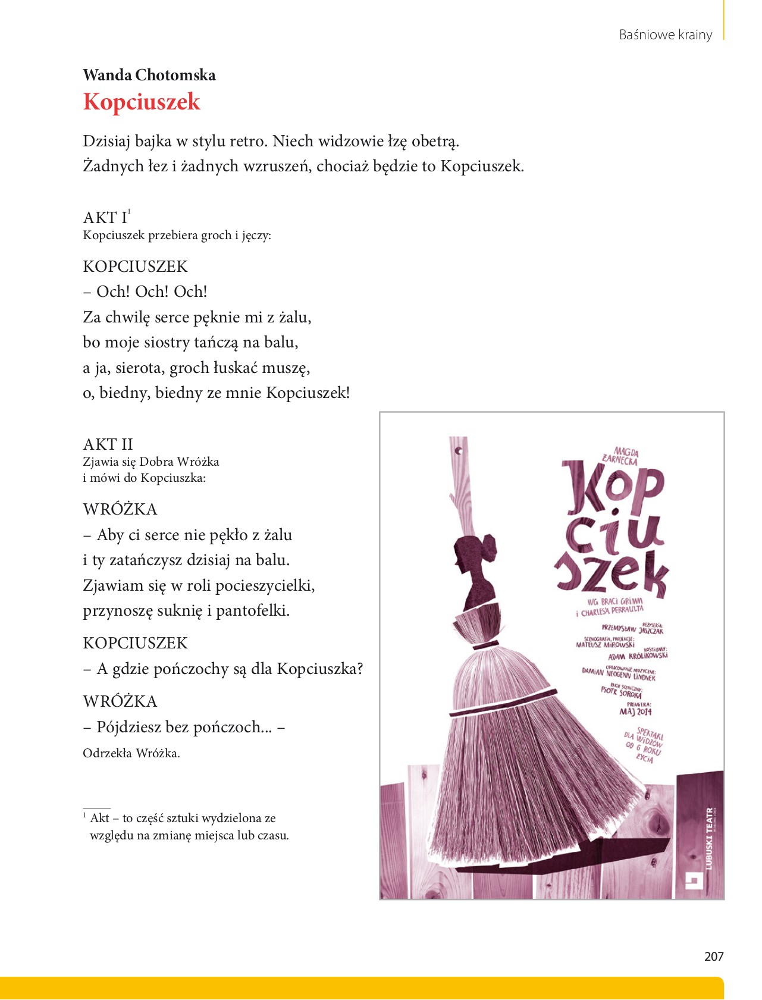 Baśniowe krainy
Wanda Chotomska
Kopciuszek
Dzisiaj bajka w stylu retro. Niech widzowie łzę obetrą.
Żadnych łez i żadnych wzruszeń, chociaż będzie to Kopciuszek.
AKT I¹
Kopciuszek przebiera groch i jęczy:
KOPCIUSZEK
– Och! Och! Och!
Za chwilę serce pęknie mi z żalu,
bo moje siostry tańczą na balu,
a ja, sierota, groch łuskać muszę,
o, biedny, biedny ze mnie Kopciuszek!
AKT II
Zjawia się Dobra Wróżka
i mówi do Kopciuszka:
WRÓŻKA
– Aby ci serce nie pękło z żalu
i ty zatańczysz dzisiaj na balu.
Zjawiam się w roli pocieszycielki,
przynoszę suknię i pantofelki.
KOPCIUSZEK
– A gdzie pończochy są dla Kopciuszka?
WRÓŻKA
– Pójdziesz bez pończoch... –
Odrzekła Wróżka.
¹ Akt – to część sztuki wydzielona ze
względu na zmianę miejsca lub czasu.
MAGDA
ŻARNECKA
Kop
ciu
szek
WG BRACI GRIMM
i CHARLES'A PERRAULTA
REŻYSERIA:
PRZEMYSŁAW JASZCZAK
SCENOGRAFIA, PROJEKCJE:
MATEUSZ MIROWSKI
KOSTIUMY:
ADAM KRÓLIKOWSKI
OPRACOWANIE MUZYCZNE:
DAMIAN NEOGENN LINDNER
RUCH SCENICZNY:
PIOTR SOROKA
PREMIERA:
MAJ 2014
SPEKTAKL
DLA WIDZÓW
OD 6 ROKU
ŻYCIA
LUBUSKI TEATR
207